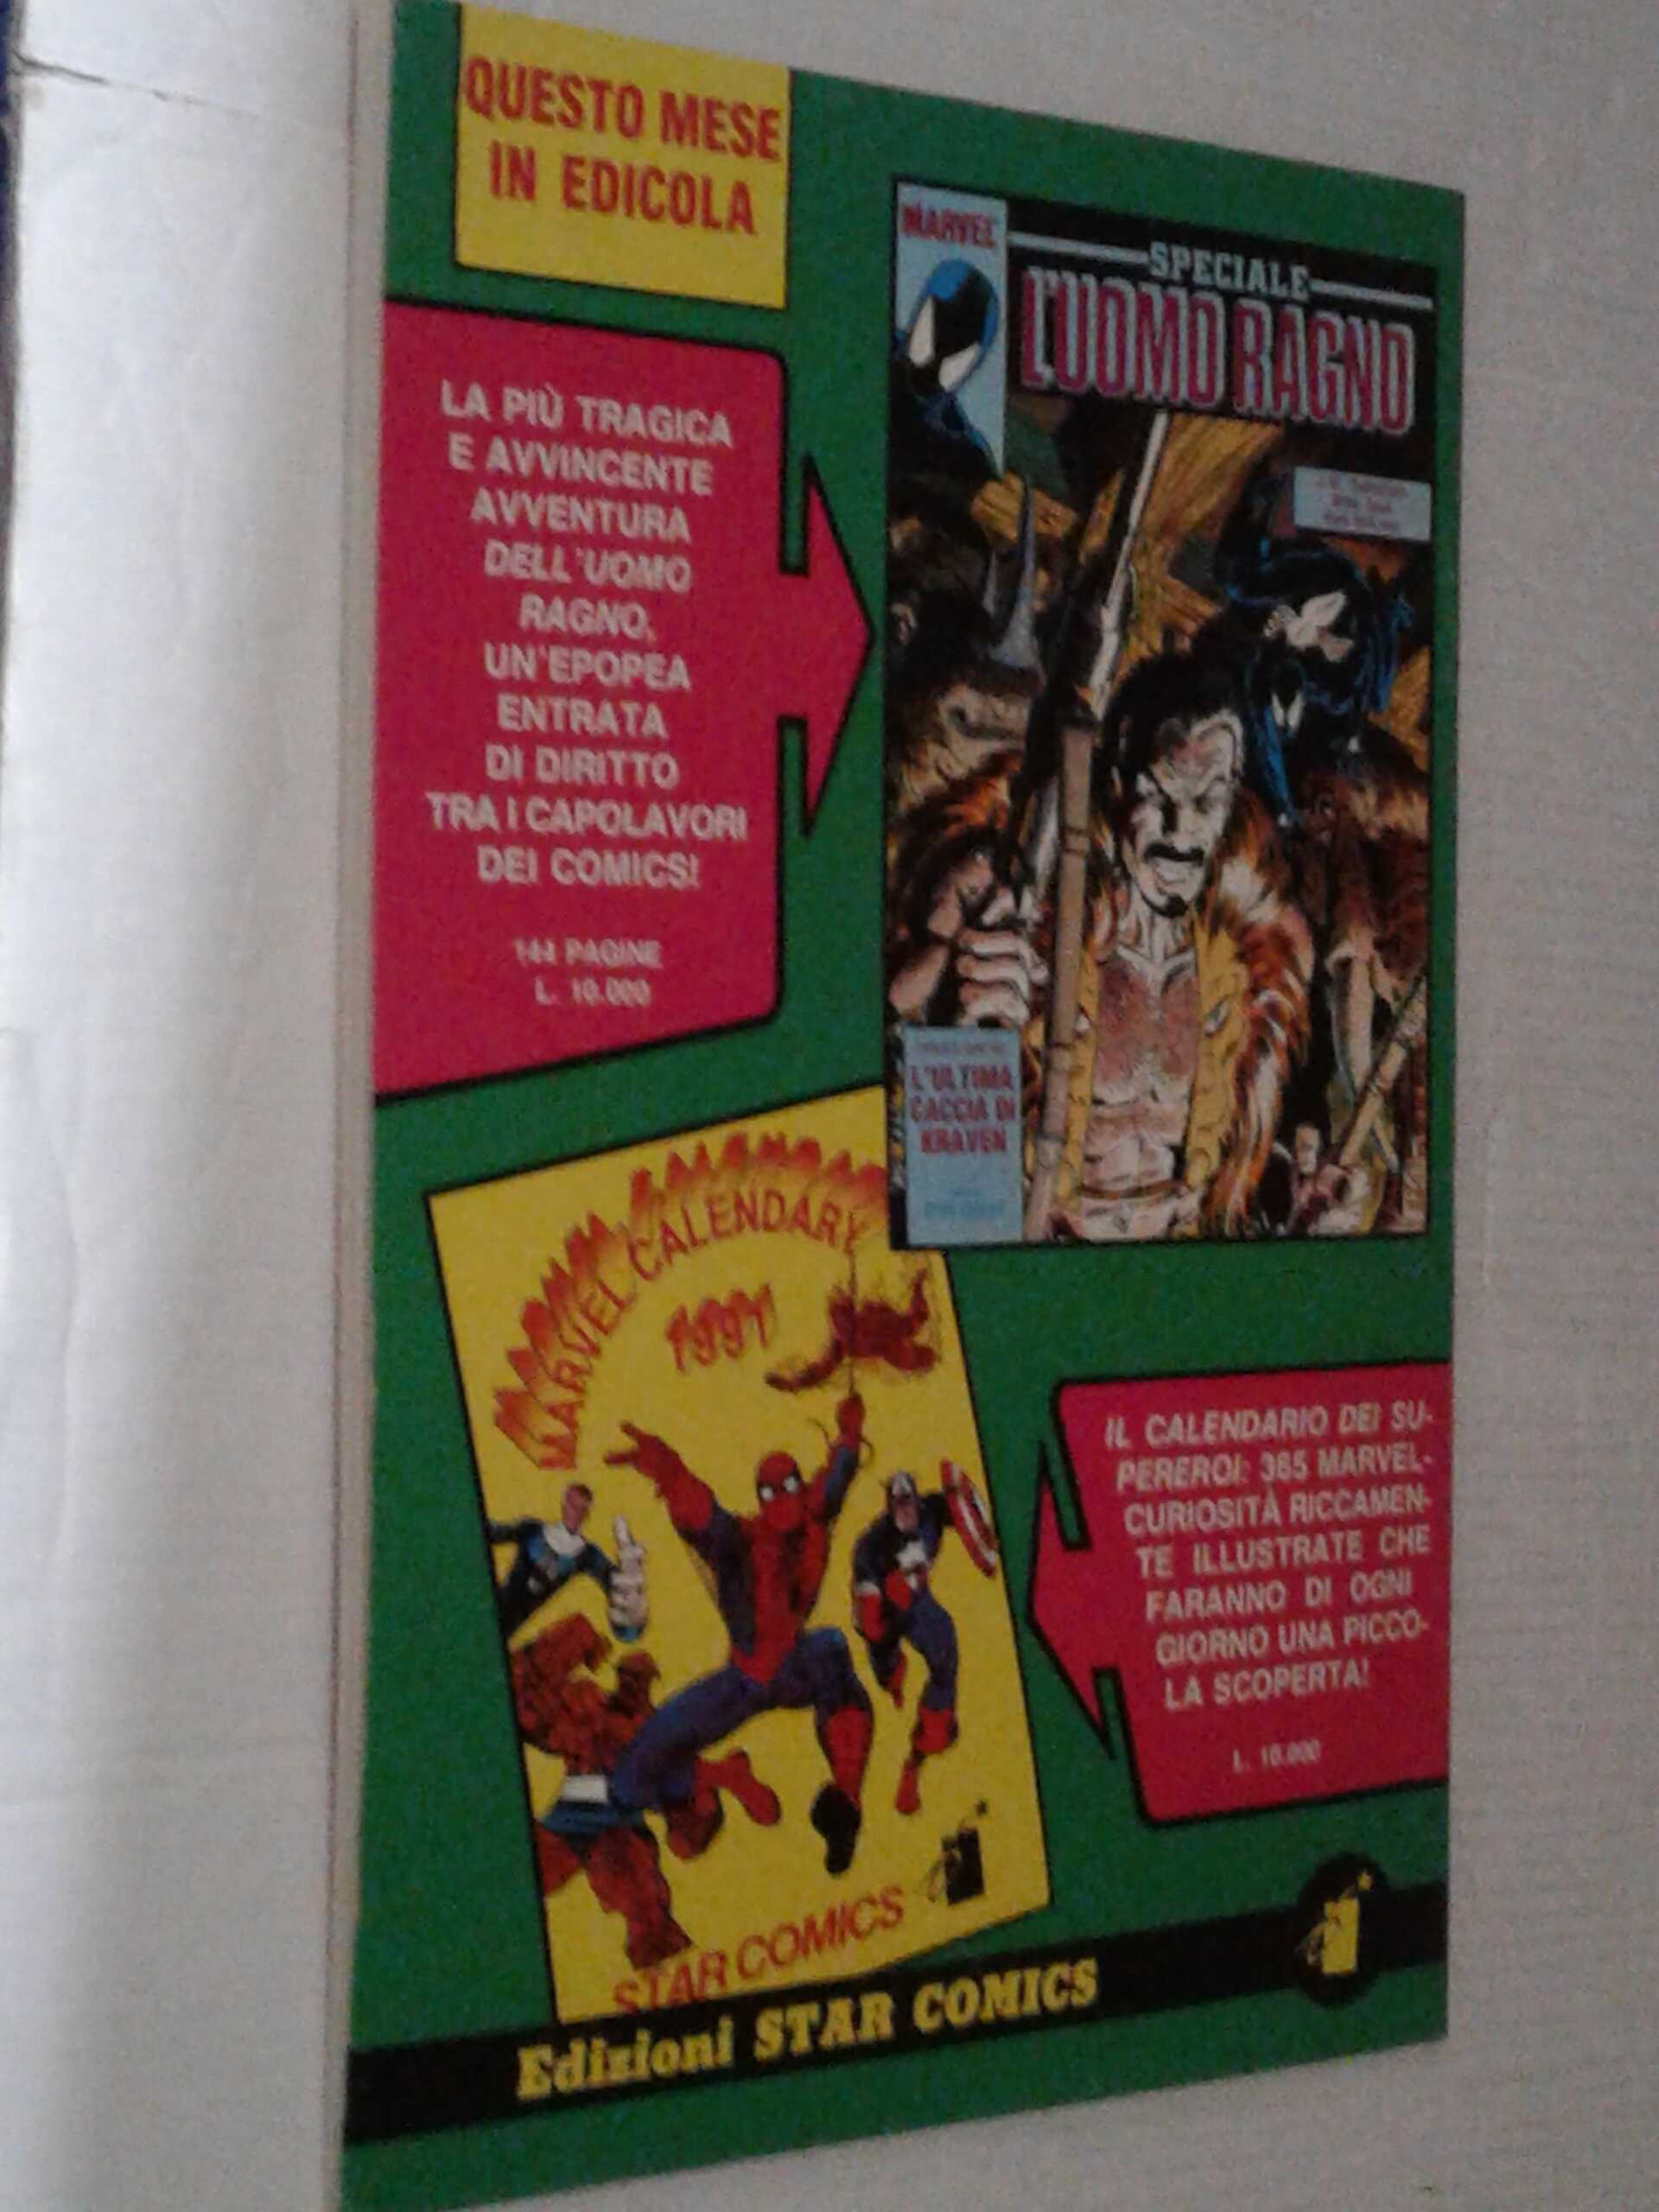 QUESTO MESE
IN EDICOLA
LA PIÙ TRAGICA
E AVVINCENTE
AVVENTURA
DELL'UOMO
RAGNO,
UN'EPOPEA
ENTRATA
DI DIRITTO
TRA I CAPOLAVORI
DEI COMICS!
144 PAGINE
L. 10.000
MARVEL
SPECIALE
L'UOMO RAGNO
L'ULTIMA
CACCIA DI
KRAVEN
MARVEL CALENDARY
1991
STAR COMICS
IL CALENDARIO DEI SU-
PEREROI: 365 MARVEL-
CURIOSITÀ RICCAMEN-
TE ILLUSTRATE CHE
FARANNO DI OGNI
GIORNO UNA PICCO-
LA SCOPERTA!
L. 10.000
Edizioni STAR COMICS